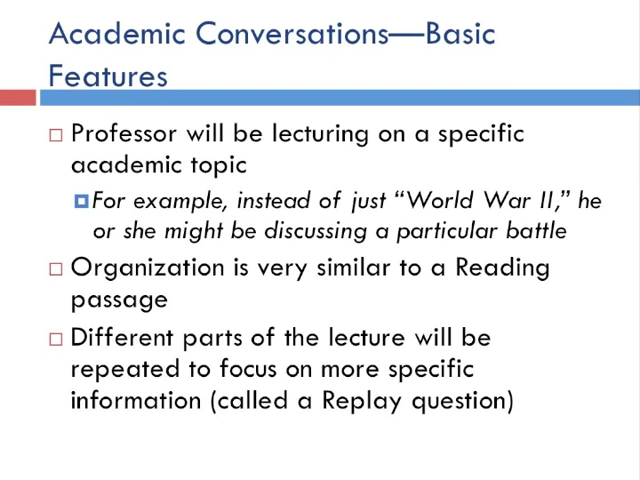 Academic Conversations—Basic
Features
Professor will be lecturing on a specific
academic topic
For example, instead of just “World War II,” he
or she might be discussing a particular battle
Organization is very similar to a Reading
passage
Different parts of the lecture will be
repeated to focus on more specific
information (called a Replay question)